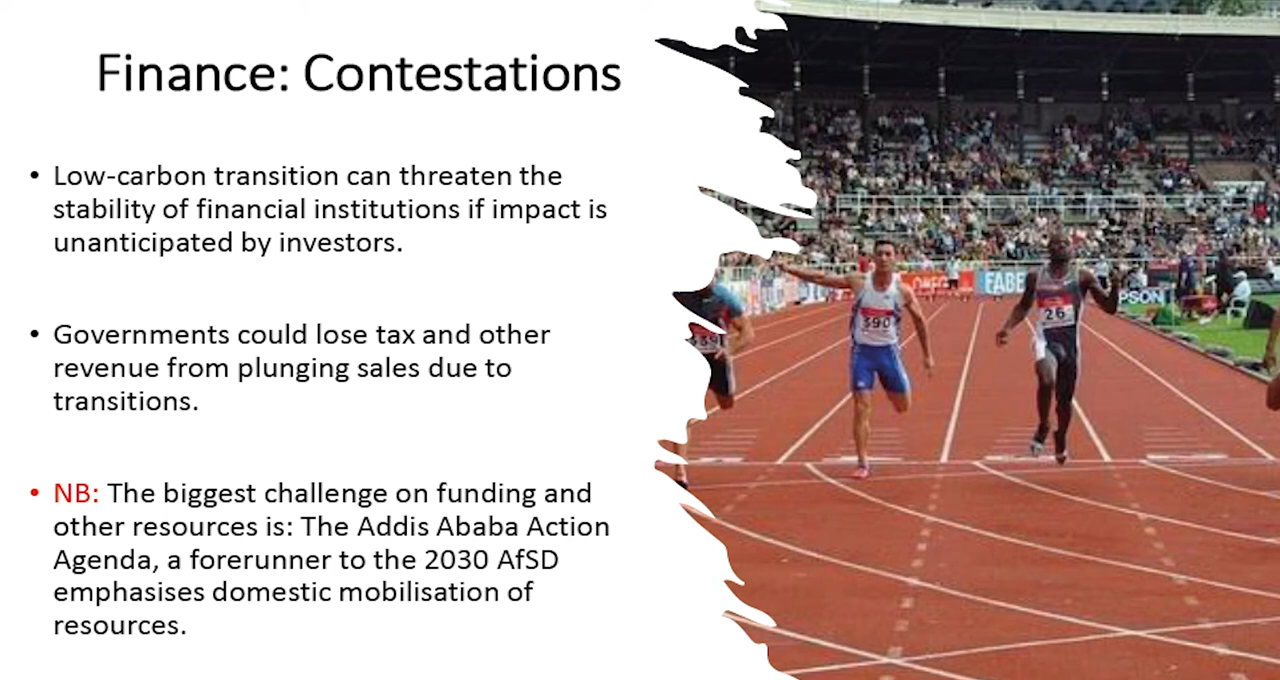 Finance: Contestations
• Low-carbon transition can threaten the
stability of financial institutions if impact is
unanticipated by investors.
• Governments could lose tax and other
revenue from plunging sales due to
transitions.
• NB: The biggest challenge on funding and
other resources is: The Addis Ababa Action
Agenda, a forerunner to the 2030 AfSD
emphasises domestic mobilisation of
resources.
390
26
PSON